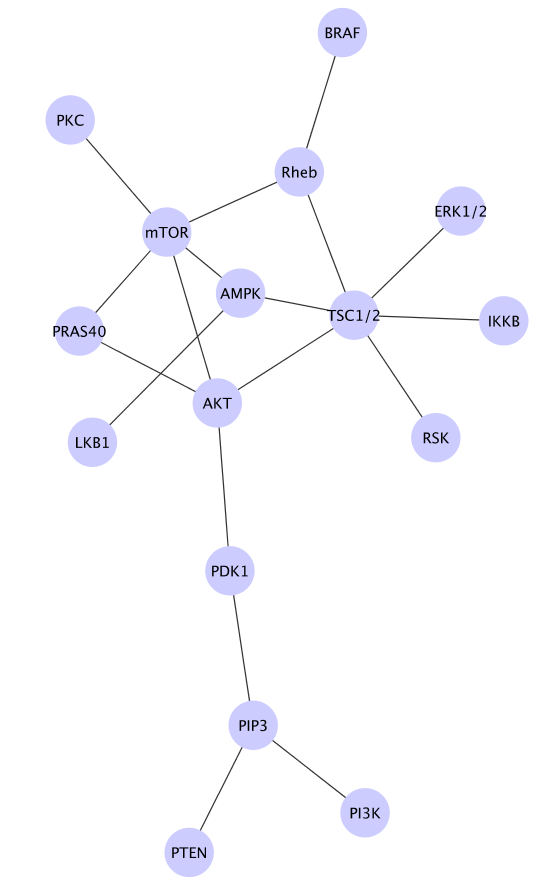 BRAF
PKC
Rheb
ERK1/2
mTOR
AMPK
TSC1/2
IKKB
PRAS40
AKT
LKB1
RSK
PDK1
PIP3
PI3K
PTEN